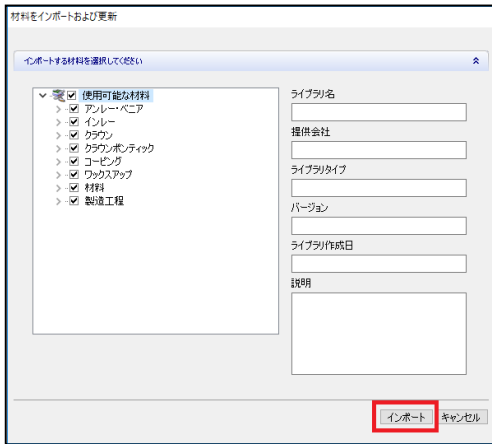 材料をインポートおよび更新
インポートする材料を選択してください
使用可能な材料
アンレー・ベニア
インレー
クラウン
クラウンポンティック
コーピング
ワックスアップ
材料
製造工程
ライブラリ名
提供会社
ライブラリタイプ
バージョン
ライブラリ作成日
説明
インポート
キャンセル